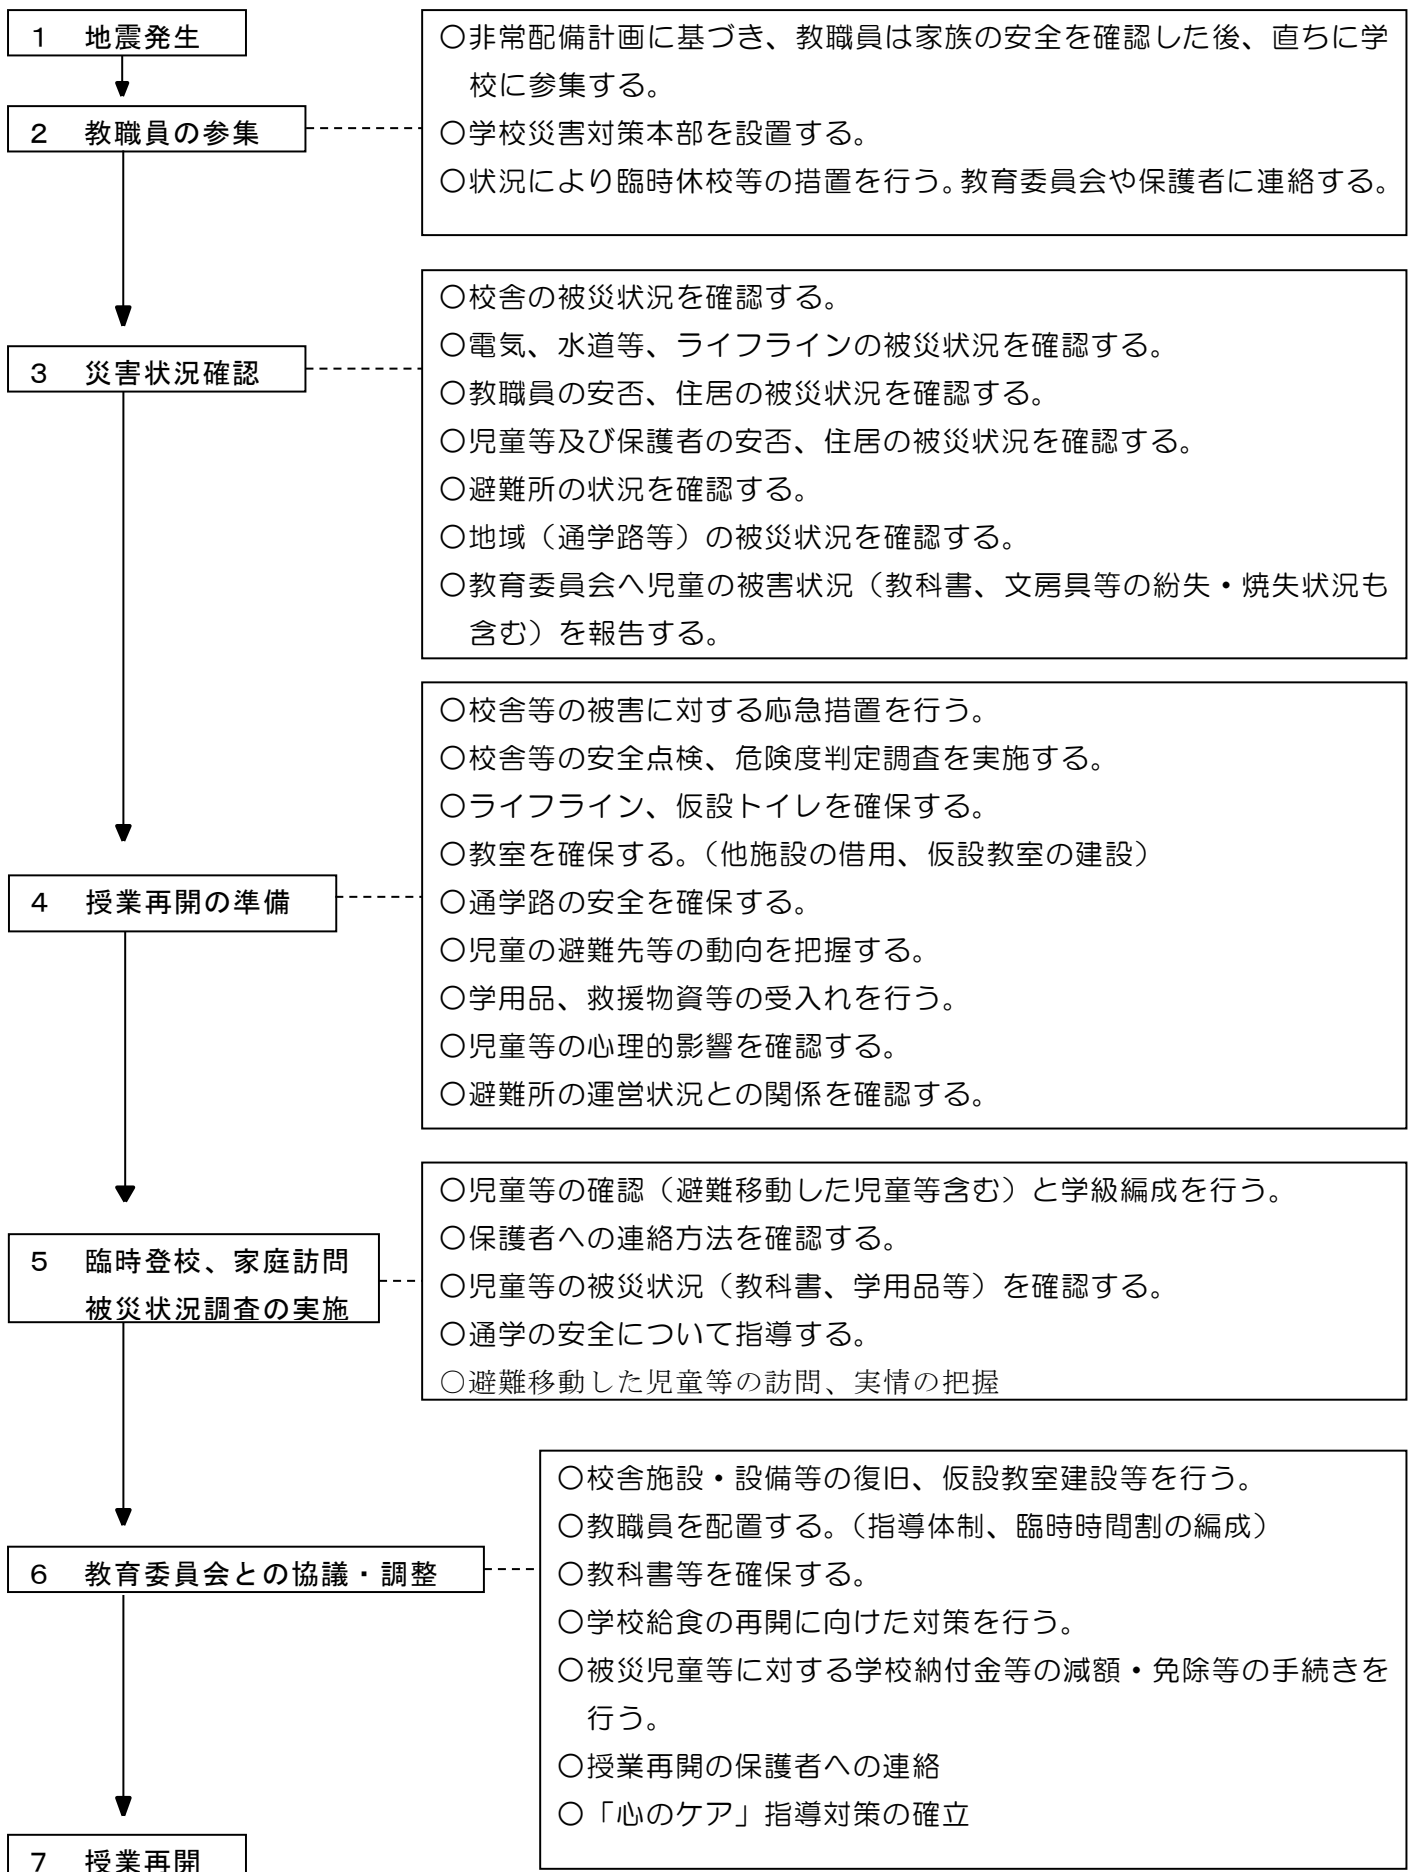 １　地震発生
２　教職員の参集
〇非常配備計画に基づき、教職員は家族の安全を確認した後、直ちに学
校に参集する。
〇学校災害対策本部を設置する。
〇状況により臨時休校等の措置を行う。教育委員会や保護者に連絡する。
３　災害状況確認
〇校舎の被災状況を確認する。
〇電気、水道等、ライフラインの被災状況を確認する。
〇教職員の安否、住居の被災状況を確認する。
〇児童等及び保護者の安否、住居の被災状況を確認する。
〇避難所の状況を確認する。
〇地域（通学路等）の被災状況を確認する。
〇教育委員会へ児童の被害状況（教科書、文房具等の紛失・焼失状況も
含む）を報告する。
４　授業再開の準備
〇校舎等の被害に対する応急措置を行う。
〇校舎等の安全点検、危険度判定調査を実施する。
〇ライフライン、仮設トイレを確保する。
〇教室を確保する。（他施設の借用、仮設教室の建設）
〇通学路の安全を確保する。
〇児童の避難先等の動向を把握する。
〇学用品、救援物資等の受入れを行う。
〇児童等の心理的影響を確認する。
〇避難所の運営状況との関係を確認する。
５　臨時登校、家庭訪問
被災状況調査の実施
〇児童等の確認（避難移動した児童等含む）と学級編成を行う。
〇保護者への連絡方法を確認する。
〇児童等の被災状況（教科書、学用品等）を確認する。
〇通学の安全について指導する。
〇避難移動した児童等の訪問、実情の把握
６　教育委員会との協議・調整
〇校舎施設・設備等の復旧、仮設教室建設等を行う。
〇教職員を配置する。（指導体制、臨時時間割の編成）
〇教科書等を確保する。
〇学校給食の再開に向けた対策を行う。
〇被災児童等に対する学校納付金等の減額・免除等の手続きを
行う。
〇授業再開の保護者への連絡
〇「心のケア」指導対策の確立
７　授業再開